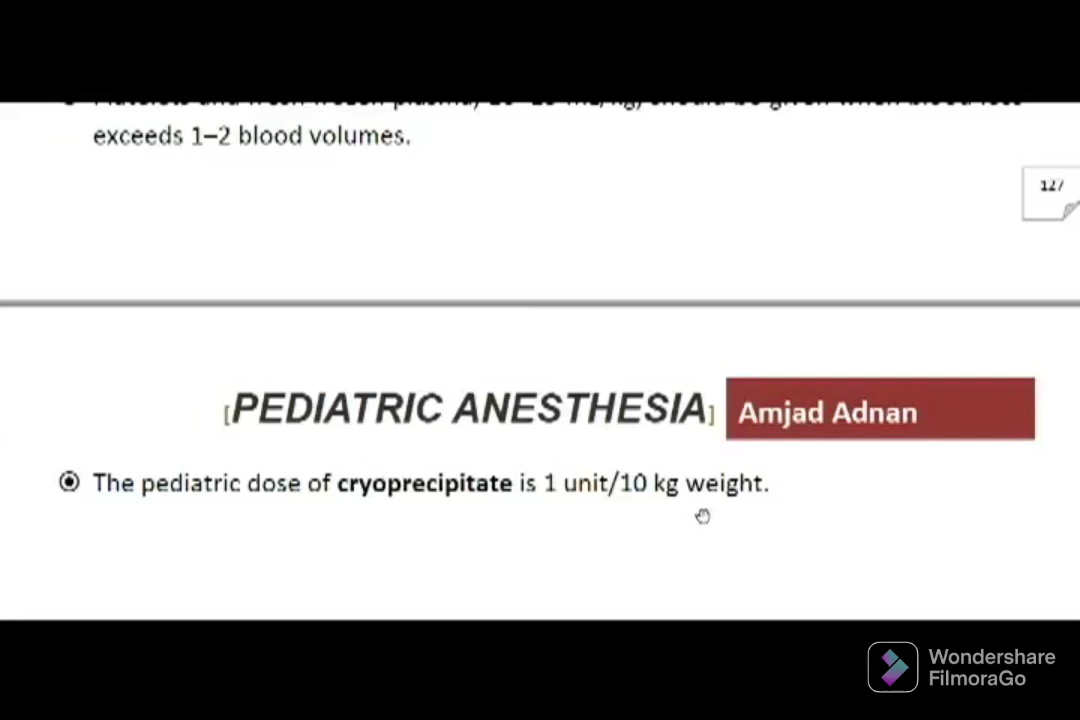 exceeds 1–2 blood volumes.
127
[PEDIATRIC ANESTHESIA] Amjad Adnan
The pediatric dose of cryoprecipitate is 1 unit/10 kg weight.
Wondershare
FilmoraGo